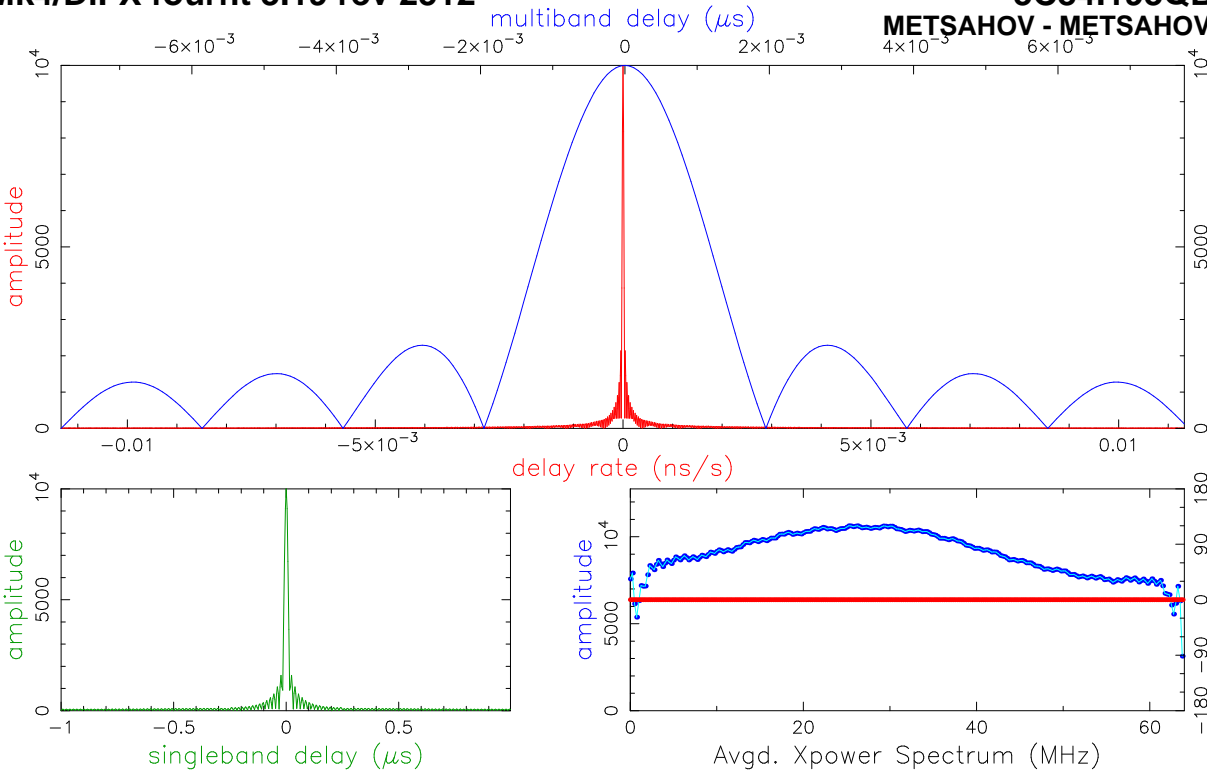 multiband delay (μs)
METSAHOV - METSAHOV
−6×10⁻³ −4×10⁻³ −2×10⁻³ 0 2×10⁻³ 4×10⁻³ 6×10⁻³
10⁴ 10⁴
amplitude
5000 5000
0 0
−0.01 −5×10⁻³ 0 5×10⁻³ 0.01
delay rate (ns/s)
amplitude
10⁴
5000
0
−1 −0.5 0 0.5
singleband delay (μs)
amplitude
10⁴
5000
0
180
90
0
−90
−180
0 20 40 60
Avgd. Xpower Spectrum (MHz)